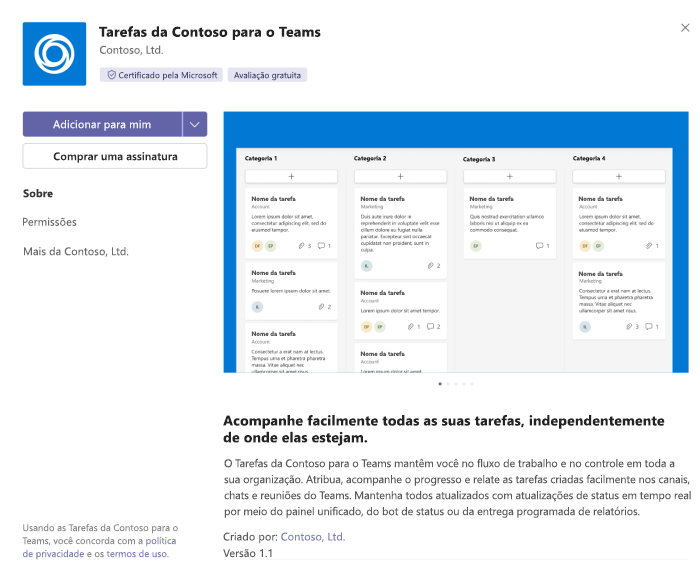 Tarefas da Contoso para o Teams
Contoso, Ltd.
Certificado pela Microsoft
Avaliação gratuita
Adicionar para mim
Comprar uma assinatura
Sobre
Permissões
Mais da Contoso, Ltd.
Categoria 1
+
Nome da tarefa
Account
Lorem ipsum dolor sit amet,
consectetur adipiscing elit, sed do
eiusmod tempor.
DF EP 3 1
Nome da tarefa
Marketing
Posuere lorem ipsum dolor sit amet.
IL 2
Nome da tarefa
Account
Consectetur a erat nam at lectus.
Tempus urna et pharetra pharetra
massa. Vitae aliquet nec
ullamcorper sit amet risus.
Categoria 2
+
Nome da tarefa
Marketing
Duis aute irure dolor in
reprehenderit in voluptate velit esse
cillum dolore eu fugiat nulla
pariatur. Excepteur sint occaecat
cupidatat non proident, sunt in
culpa.
IL 2
Nome da tarefa
Account
Lorem ipsum dolor sit amet tempor.
DF EP 1 2
Nome da tarefa
Account
Categoria 3
+
Nome da tarefa
Marketing
Quis nostrud exercitation ullamco
laboris nisi ut aliquip ex ea
commodo consequat.
EP 1
Categoria 4
+
Nome da tarefa
Account
Lorem ipsum dolor sit amet,
consectetur adipiscing elit, sed do
eiusmod tempor.
DF EP 1
Nome da tarefa
Marketing
Consectetur a erat nam at lectus.
Tempus urna et pharetra pharetra
massa. Vitae aliquet nec
ullamcorper sit amet risus.
IL 3 1
Acompanhe facilmente todas as suas tarefas, independentemente
de onde elas estejam.
O Tarefas da Contoso para o Teams mantêm você no fluxo de trabalho e no controle em toda a
sua organização. Atribua, acompanhe o progresso e relate as tarefas criadas facilmente nos canais,
chats e reuniões do Teams. Mantenha todos atualizados com atualizações de status em tempo real
por meio do painel unificado, do bot de status ou da entrega programada de relatórios.
Criado por: Contoso, Ltd.
Versão 1.1
Usando as Tarefas da Contoso para o
Teams, você concorda com a política
de privacidade e os termos de uso.